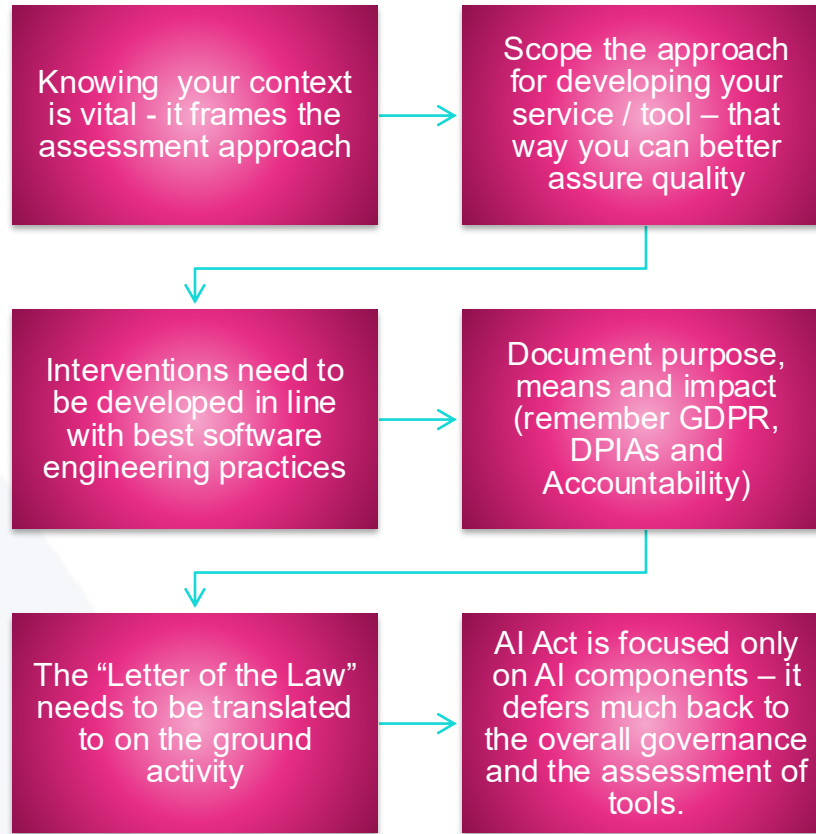 Knowing  your context
is vital - it frames the
assessment approach
Scope the approach
for developing your
service / tool – that
way you can better
assure quality
Interventions need to
be developed in line
with best software
engineering practices
Document purpose,
means and impact
(remember GDPR,
DPIAs and
Accountability)
The “Letter of the Law”
needs to be translated
to on the ground
activity
AI Act is focused only
on AI components – it
defers much back to
the overall governance
and the assessment of
tools.